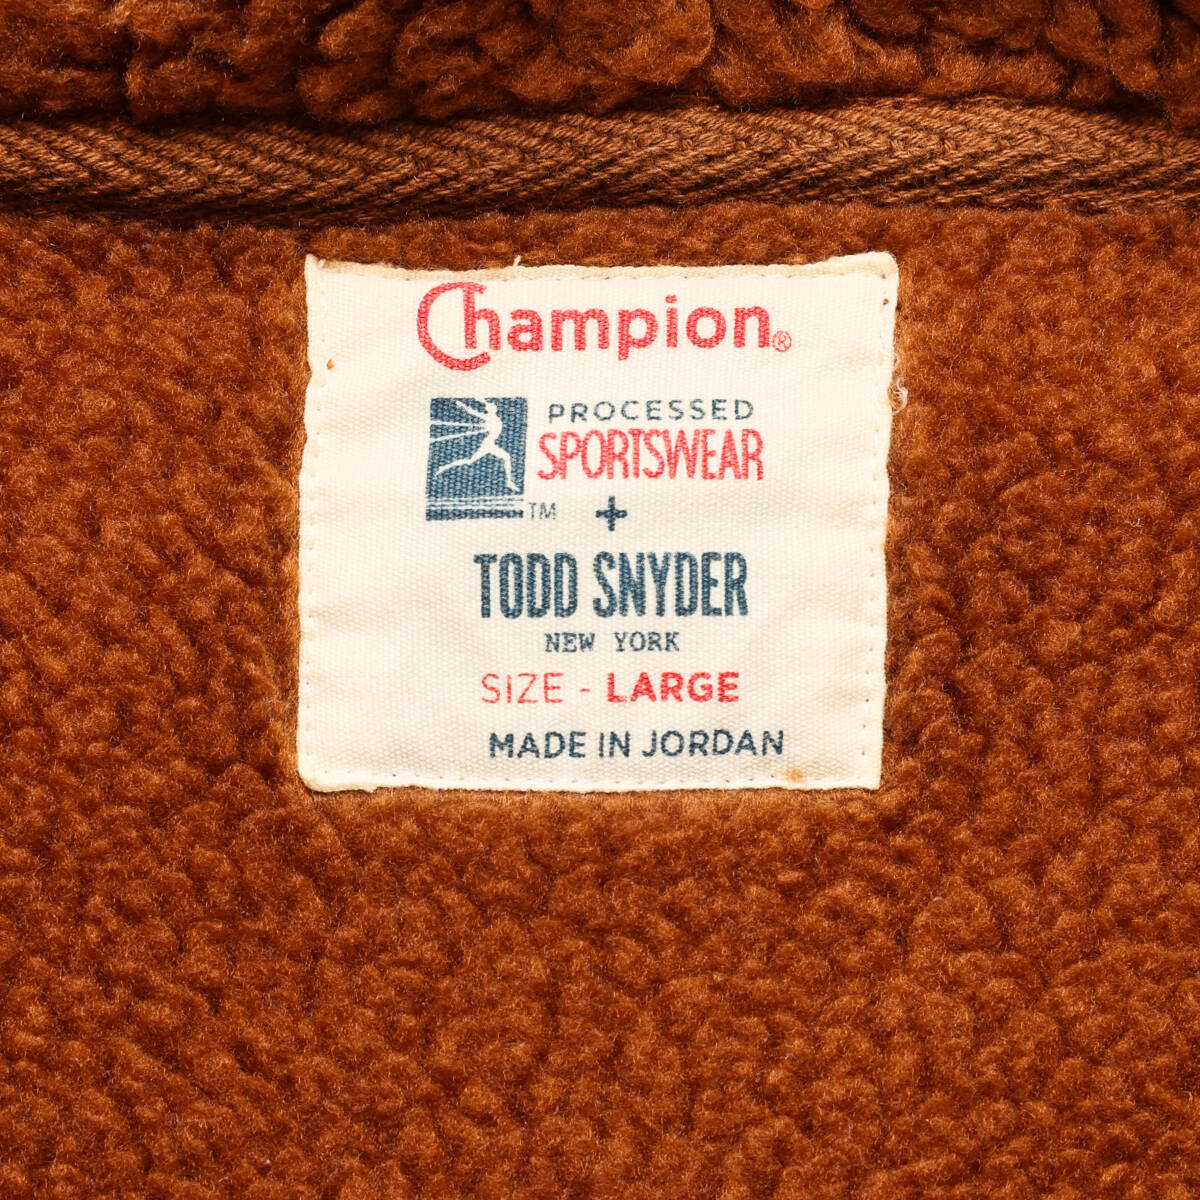 Champion®
PROCESSED
SPORTSWEAR
TM +
TODD SNYDER
NEW YORK
SIZE - LARGE
MADE IN JORDAN